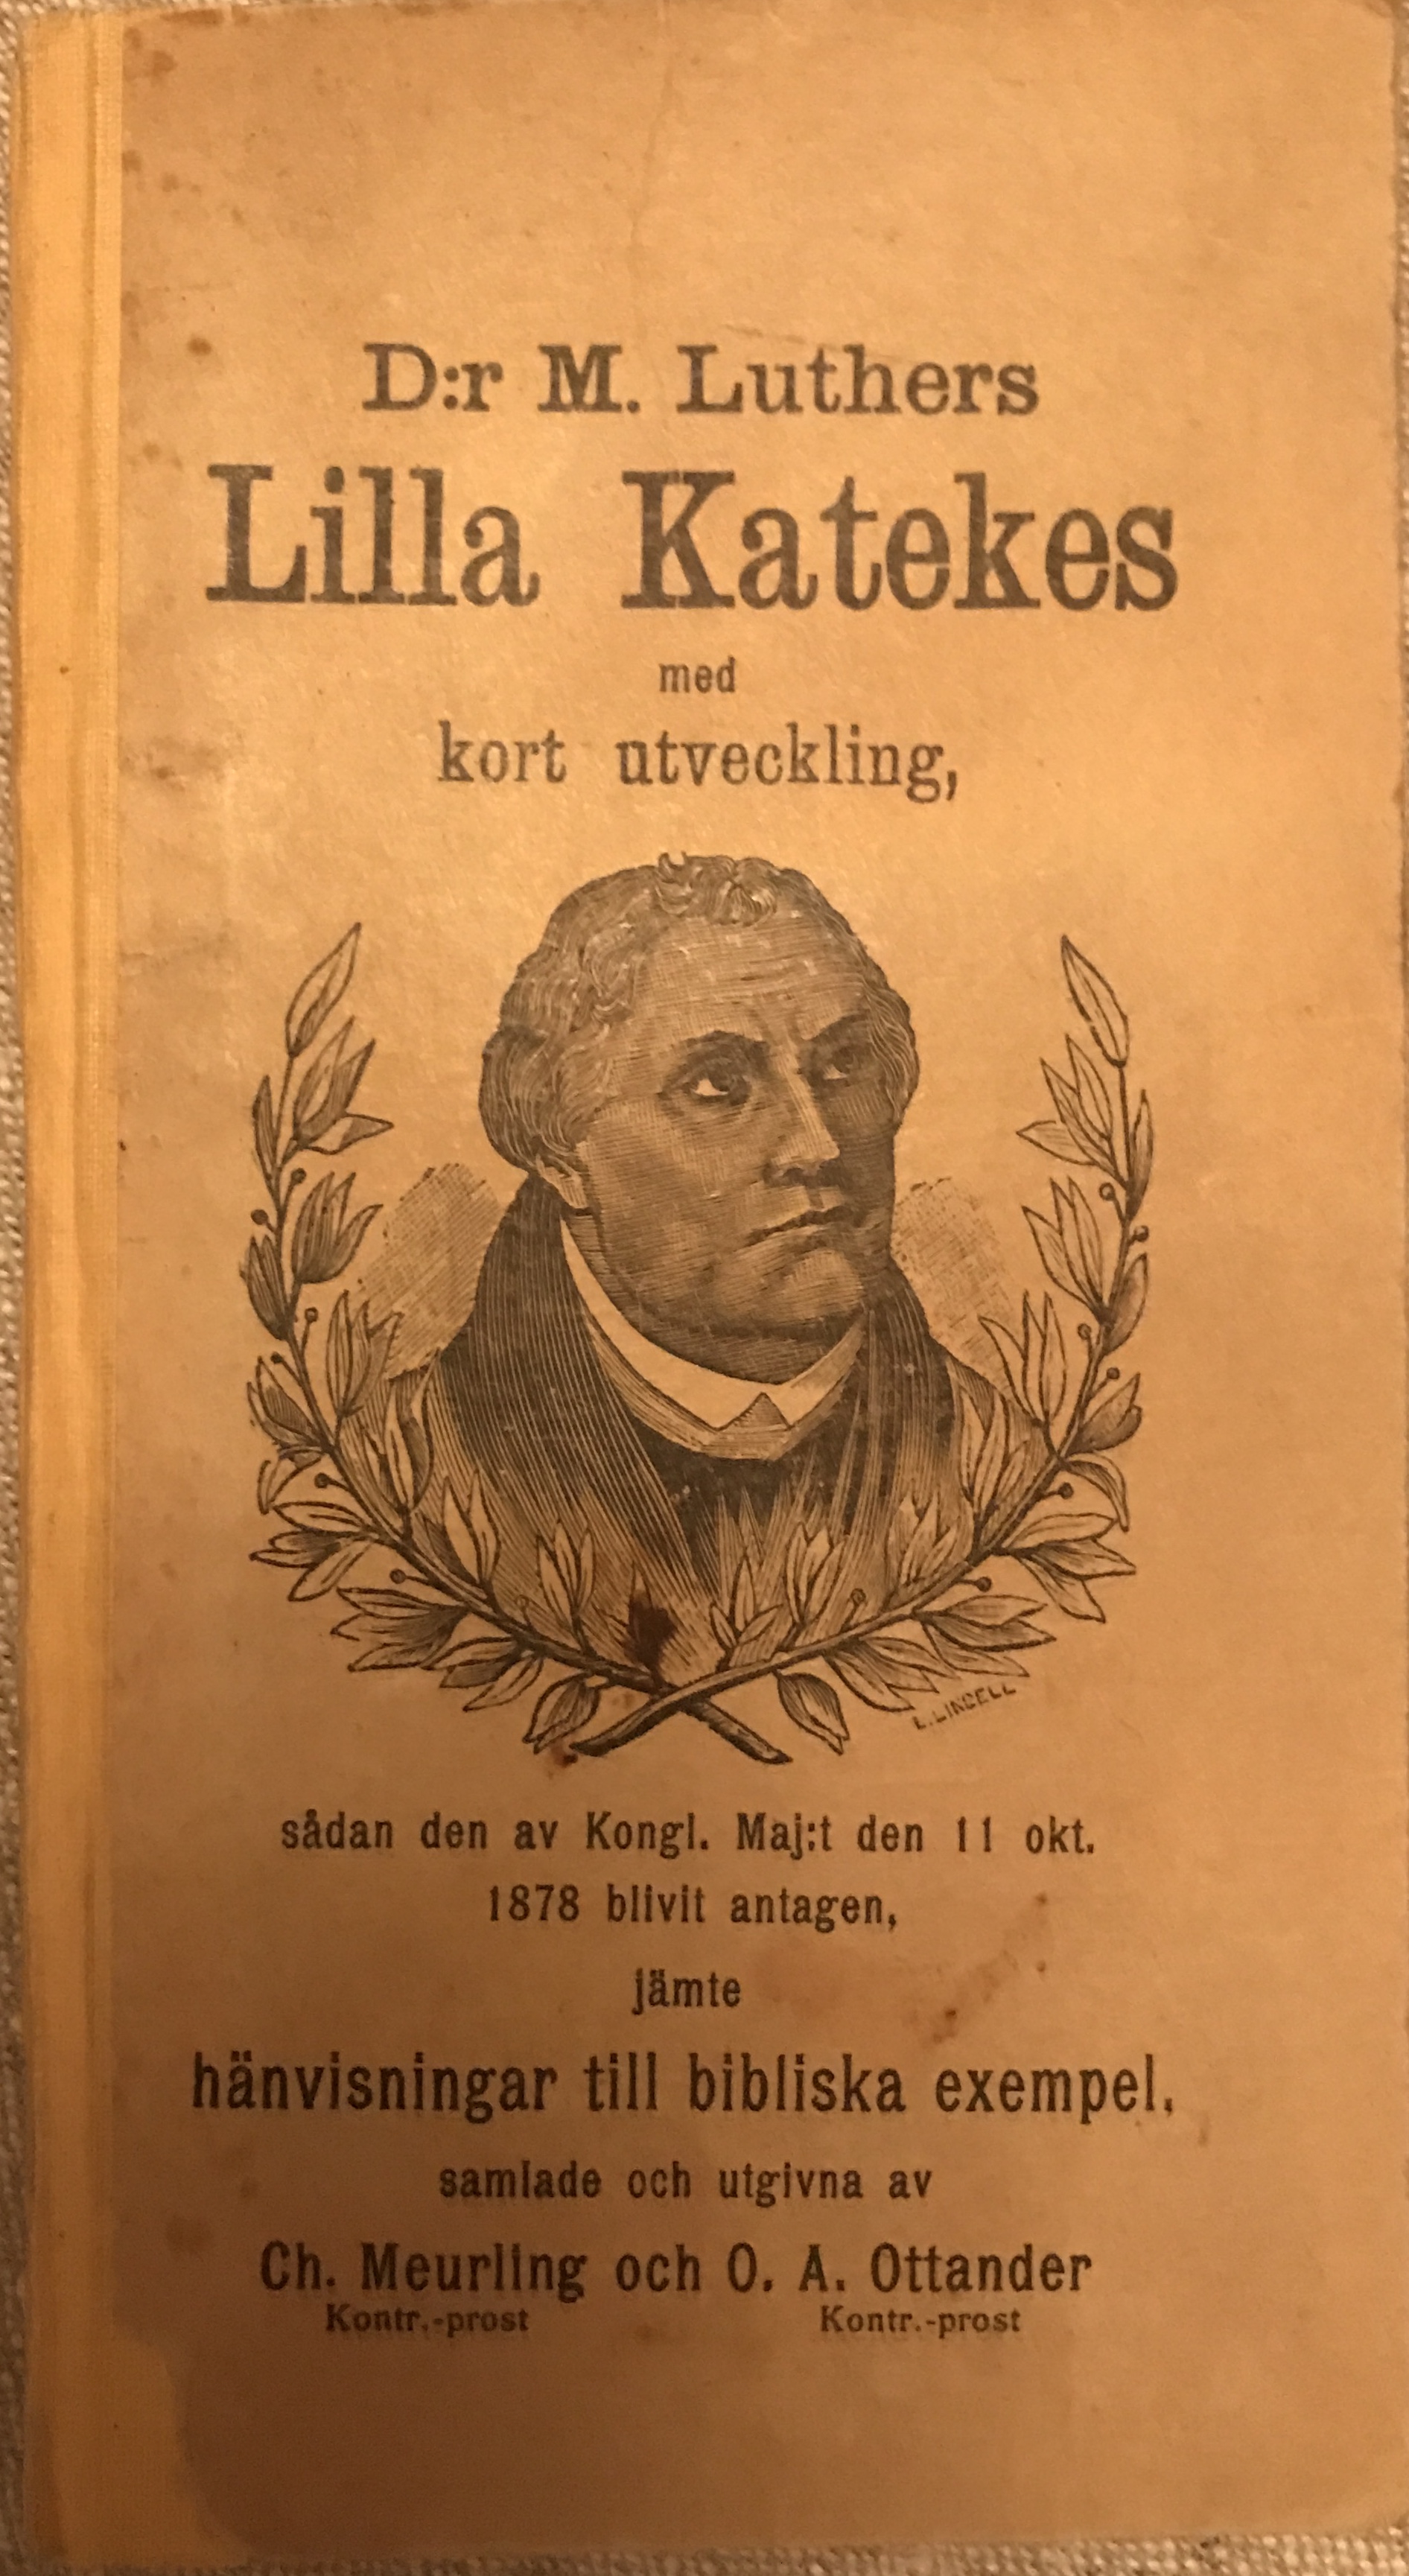 D:r M. Luthers
Lilla Katekes
med
kort utveckling,
L. LINDELL
sådan den av Kongl. Maj:t den 11 okt.
1878 blivit antagen,
jämte
hänvisningar till bibliska exempel,
samlade och utgivna av
Ch. Meurling och O. A. Ottander
Kontr.-prost Kontr.-prost